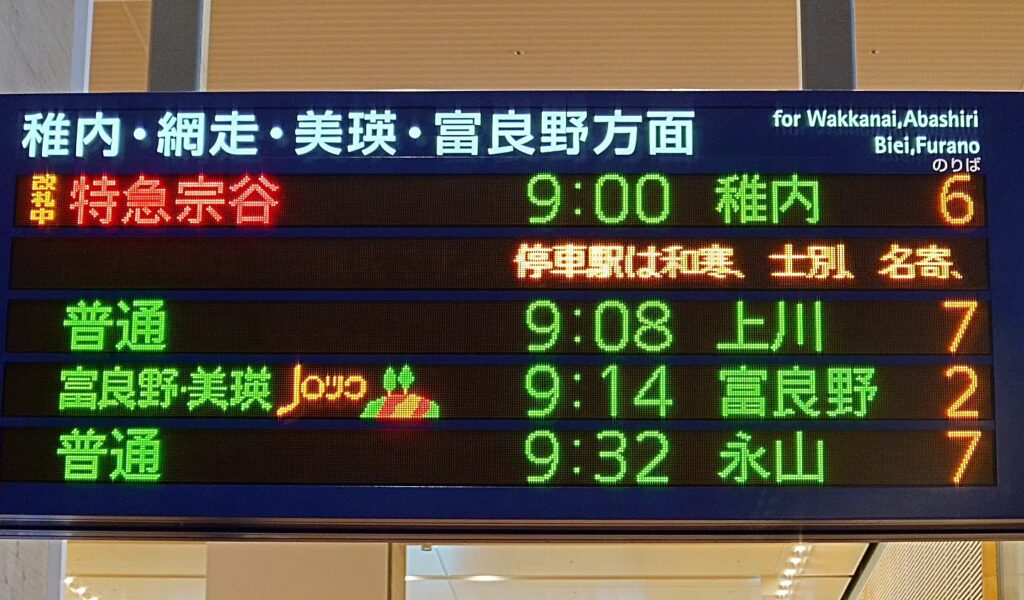 稚内・網走・美瑛・富良野方面
for Wakkanai,Abashiri
Biei,Furano
のりば
改札中 特急宗谷 9:00 稚内 6
停車駅は和寒、士別、名寄、
普通 9:08 上川 7
富良野・美瑛 ノロッコ 9:14 富良野 2
普通 9:32 永山 7